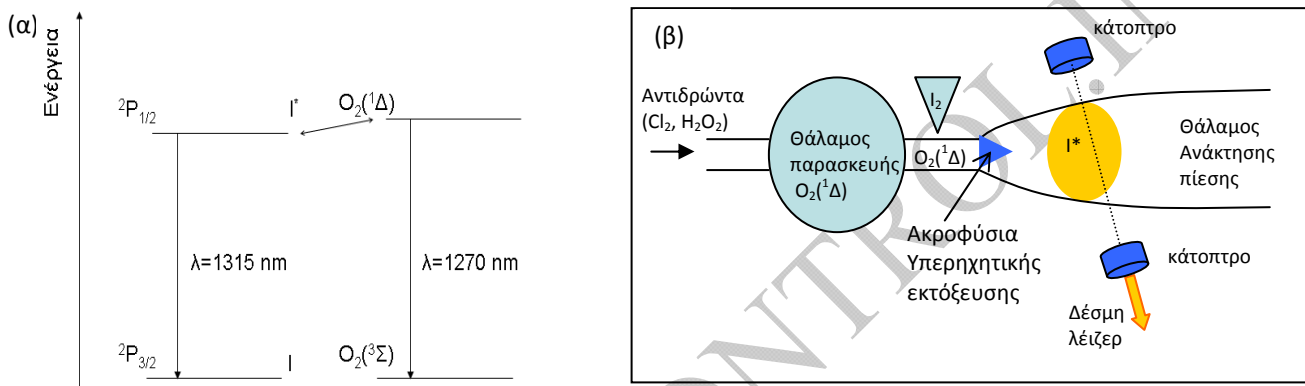 (α)
Ενέργεια
²P₁/₂
I*
O₂(¹Δ)
λ=1315 nm
λ=1270 nm
²P₃/₂
I
O₂(³Σ)
(β)
κάτοπτρο
Αντιδρώντα
(Cl₂, H₂O₂)
I₂
Θάλαμος
παρασκευής
O₂(¹Δ)
O₂(¹Δ)
I*
Θάλαμος
Ανάκτησης
πίεσης
Ακροφύσια
Υπερηχητικής
εκτόξευσης
κάτοπτρο
Δέσμη
λέιζερ